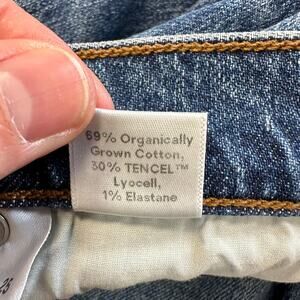 69% Organically
Grown Cotton,
30% TENCEL™
Lyocell,
1% Elastane